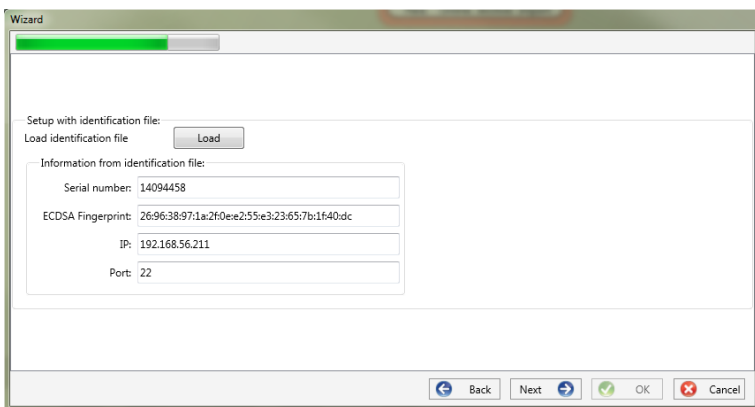 Wizard
Setup with identification file:
Load identification file Load
Information from identification file:
Serial number: 14094458
ECDSA Fingerprint: 26:96:38:97:1a:2f:0e:e2:55:e3:23:65:7b:1f:40:dc
IP: 192.168.56.211
Port: 22
Back Next OK Cancel